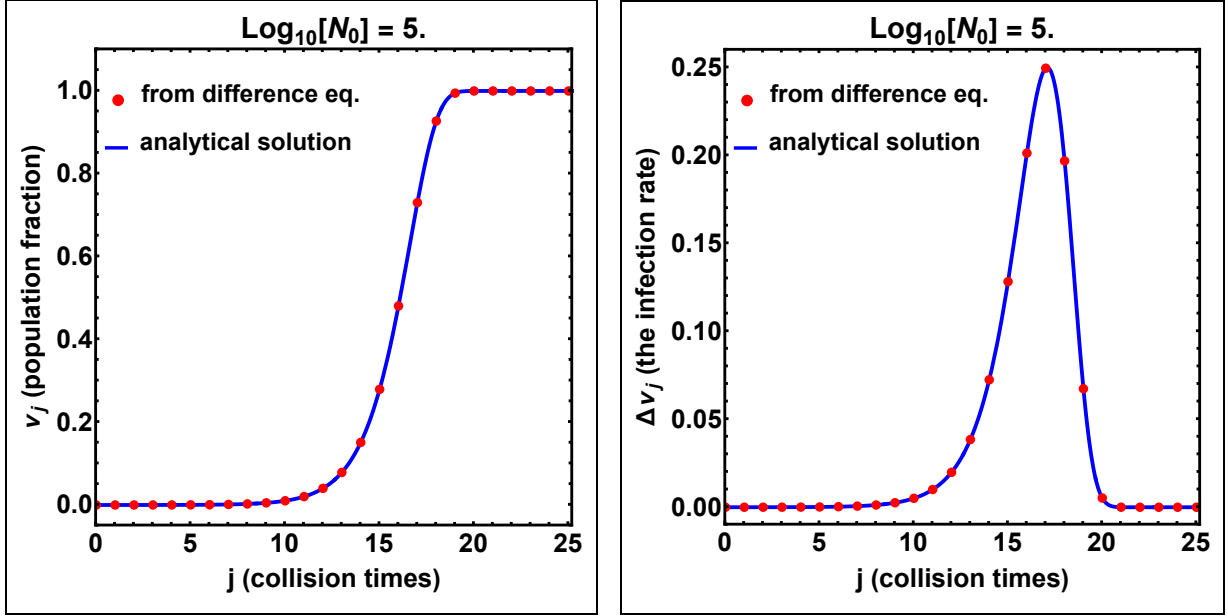 Log₁₀[N₀] = 5.
from difference eq.
analytical solution
v_j (population fraction)
1.0
0.8
0.6
0.4
0.2
0.0
0 5 10 15 20 25
j (collision times)
Log₁₀[N₀] = 5.
from difference eq.
analytical solution
Δv_j (the infection rate)
0.25
0.20
0.15
0.10
0.05
0.00
0 5 10 15 20 25
j (collision times)